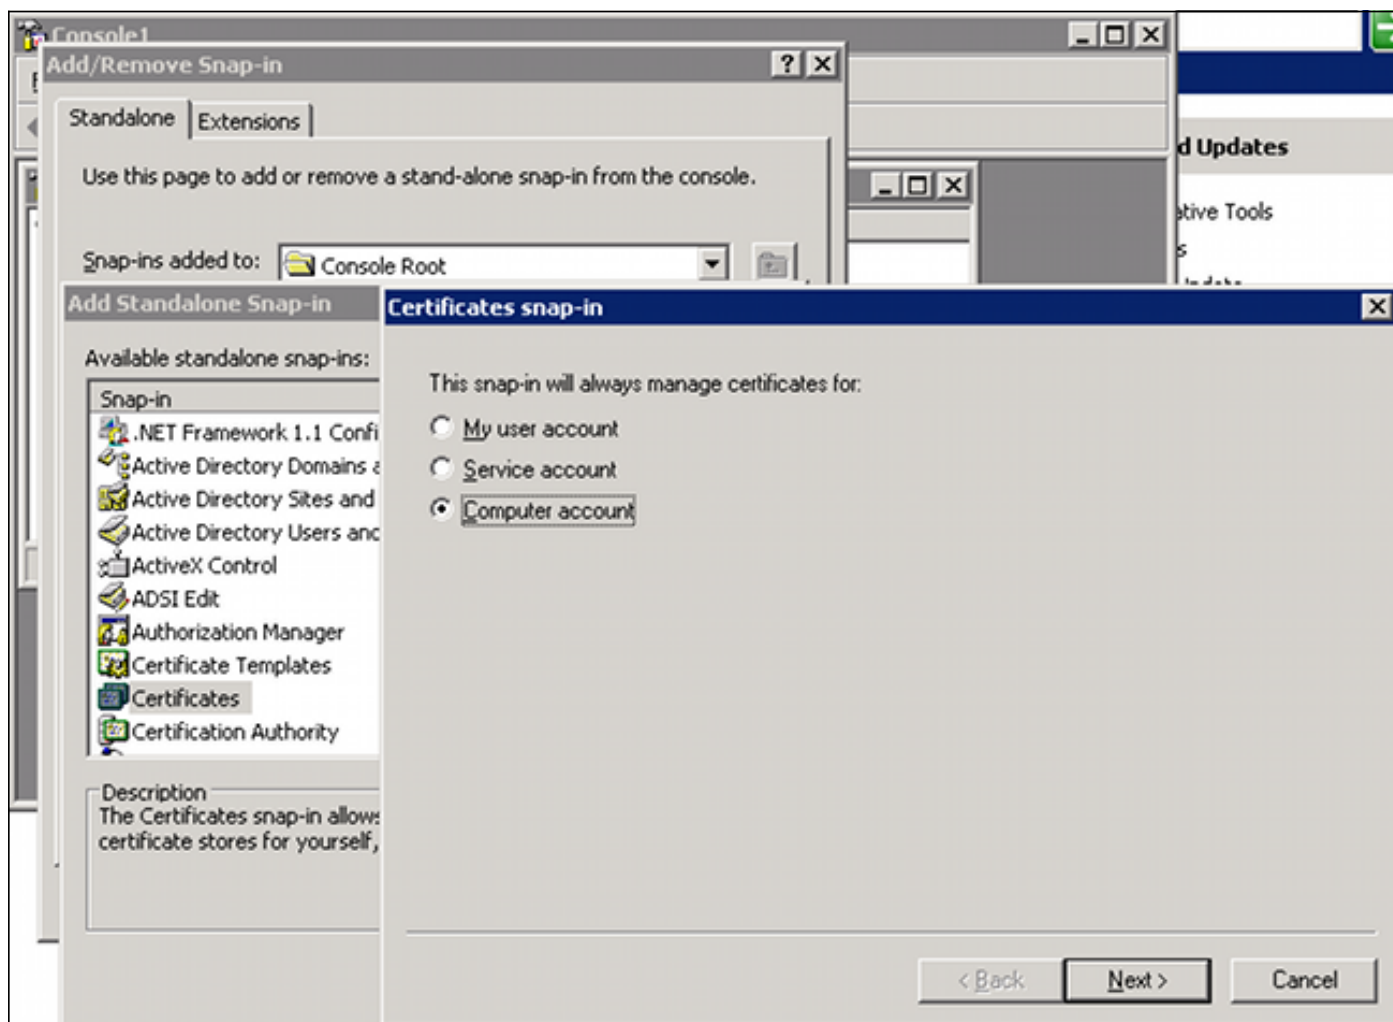 Console1
Add/Remove Snap-in
Standalone
Extensions
Use this page to add or remove a stand-alone snap-in from the console.
Snap-ins added to:
Console Root
d Updates
ative Tools
s
Add Standalone Snap-in
Available standalone snap-ins:
Snap-in
.NET Framework 1.1 Confi
Active Directory Domains a
Active Directory Sites and
Active Directory Users and
ActiveX Control
ADSI Edit
Authorization Manager
Certificate Templates
Certificates
Certification Authority
Description
The Certificates snap-in allows
certificate stores for yourself,
Certificates snap-in
This snap-in will always manage certificates for:
My user account
Service account
Computer account
< Back
Next >
Cancel